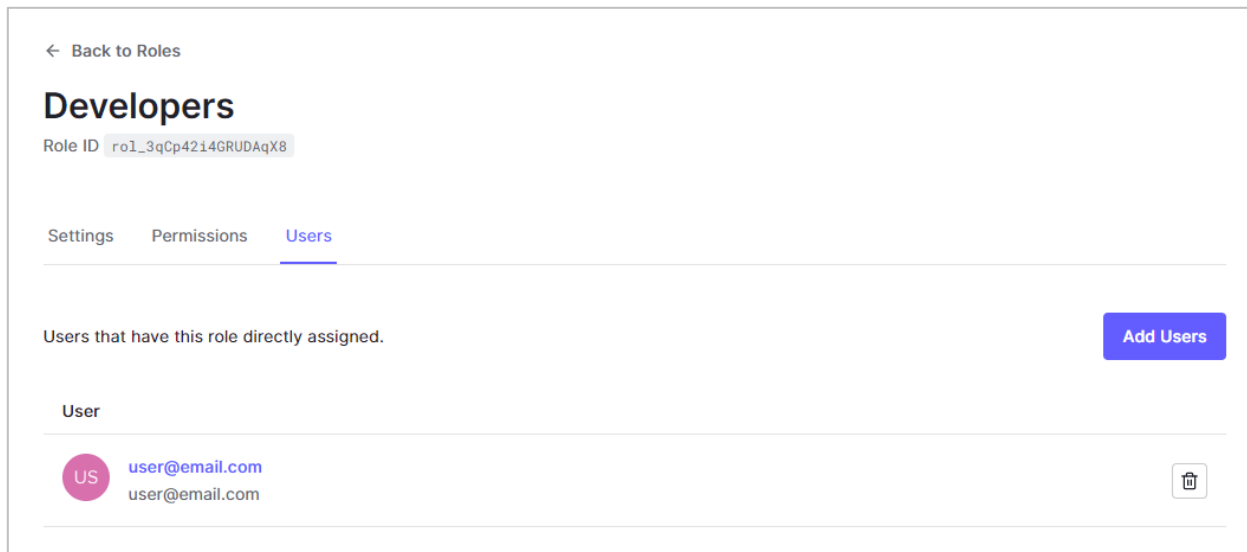 ← Back to Roles
Developers
Role ID rol_3qCp42i4GRUDAqX8
Settings Permissions Users
Users that have this role directly assigned.
Add Users
User
US
user@email.com
user@email.com